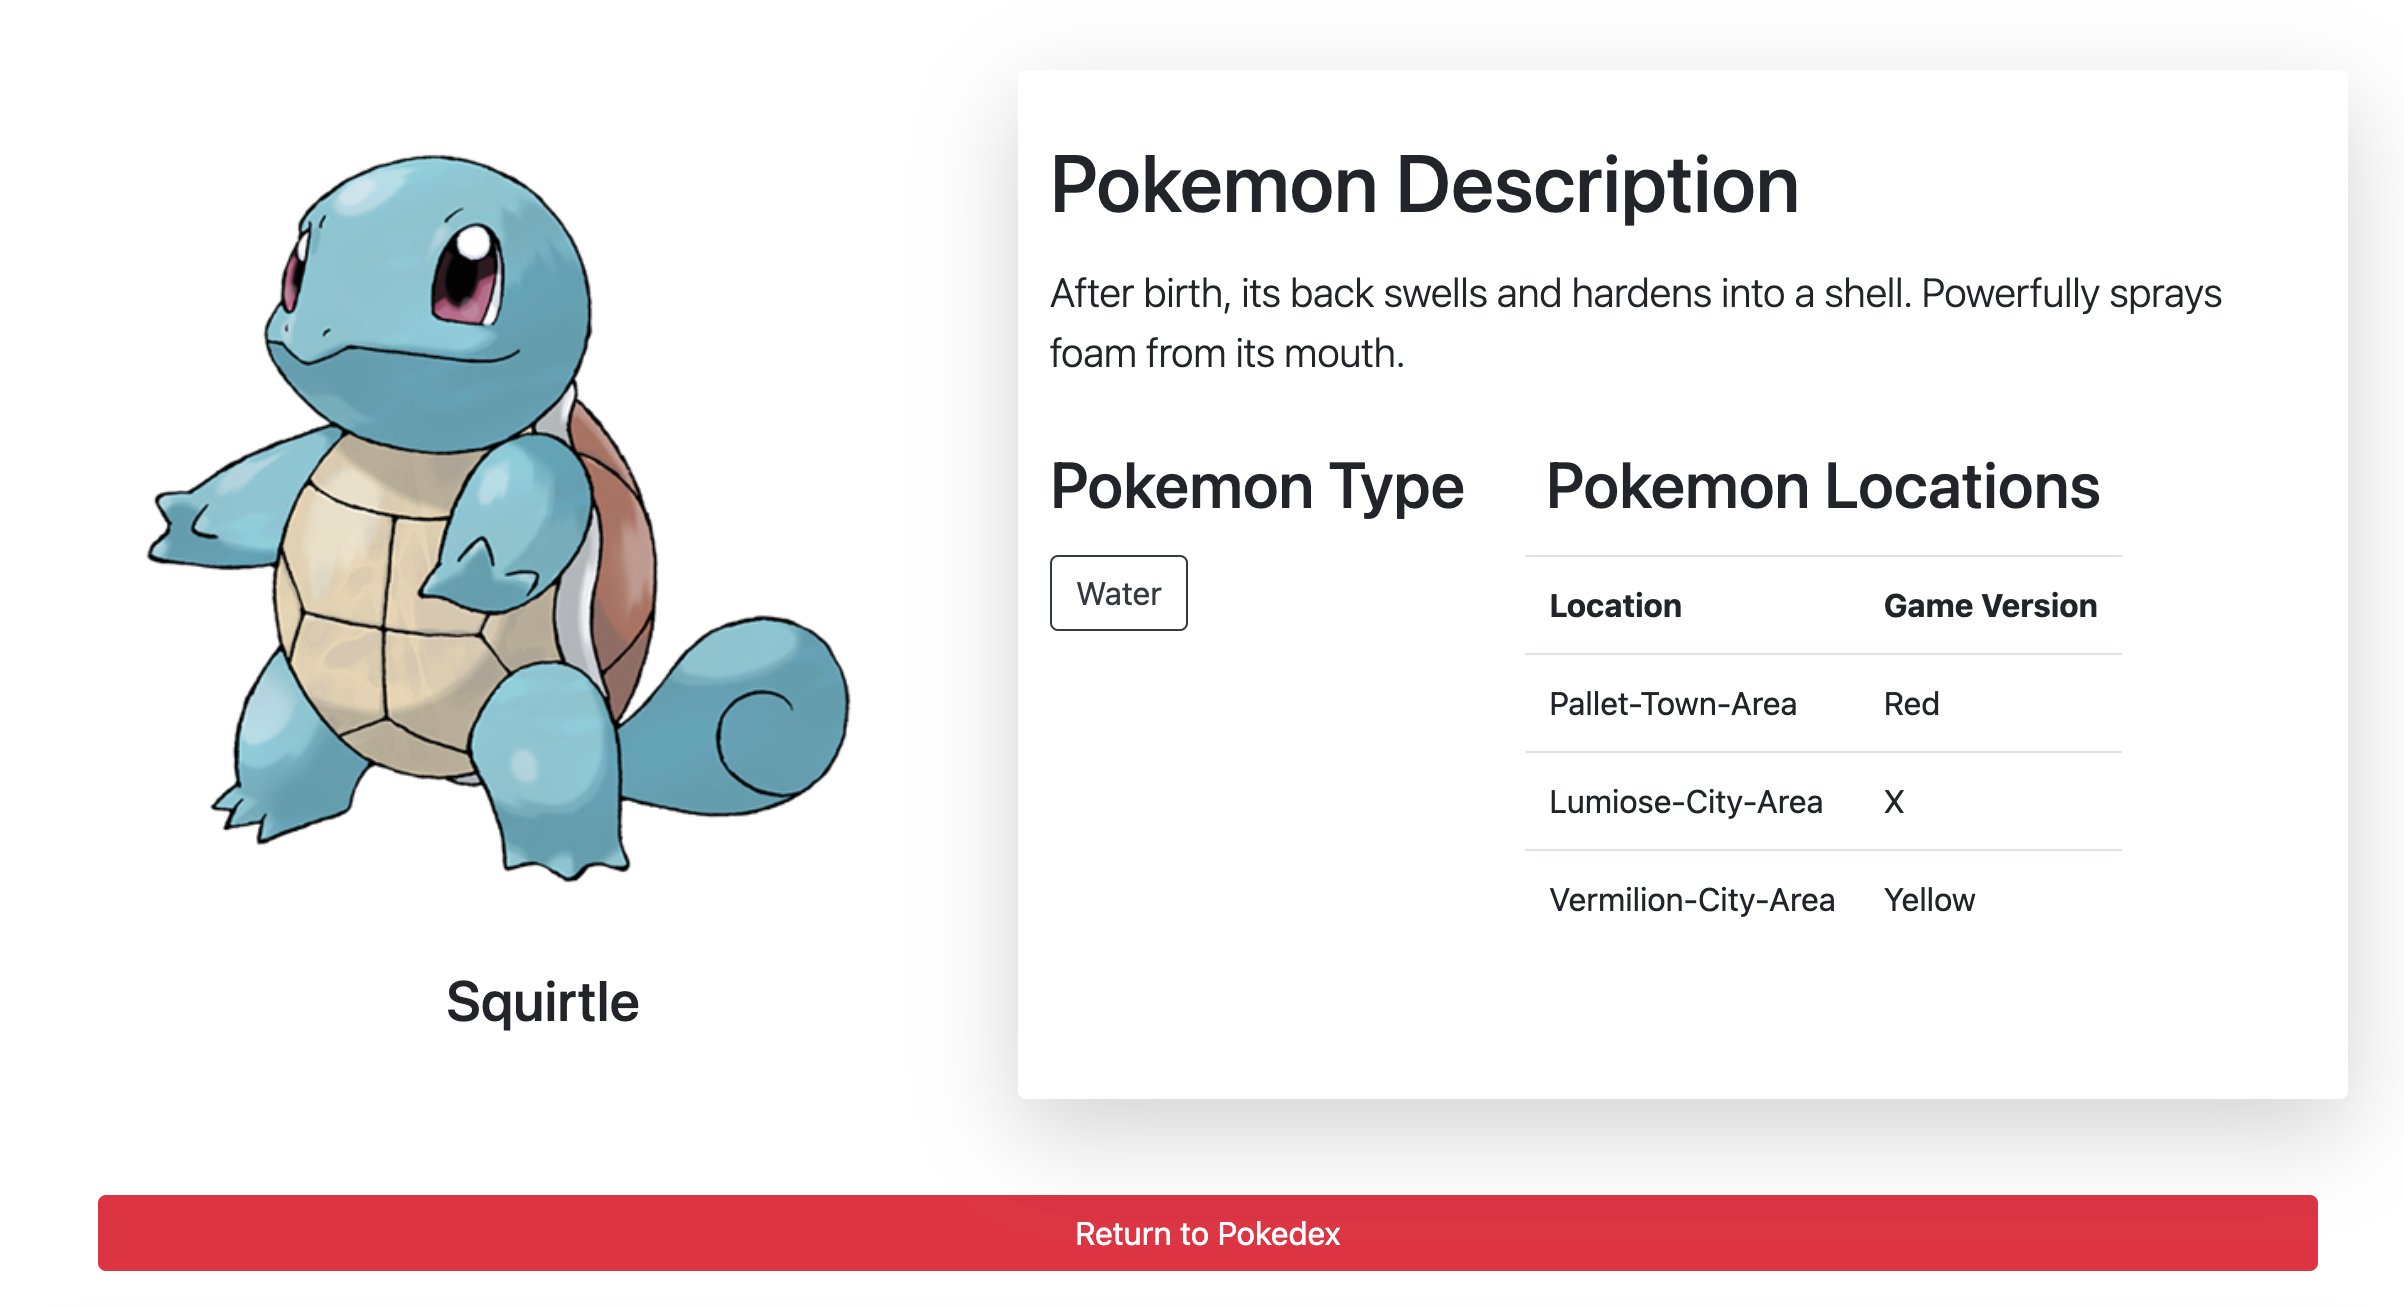 Pokemon Description
After birth, its back swells and hardens into a shell. Powerfully sprays
foam from its mouth.
Pokemon Type
Water
Pokemon Locations
Location Game Version
Pallet-Town-Area Red
Lumiose-City-Area X
Vermilion-City-Area Yellow
Squirtle
Return to Pokedex